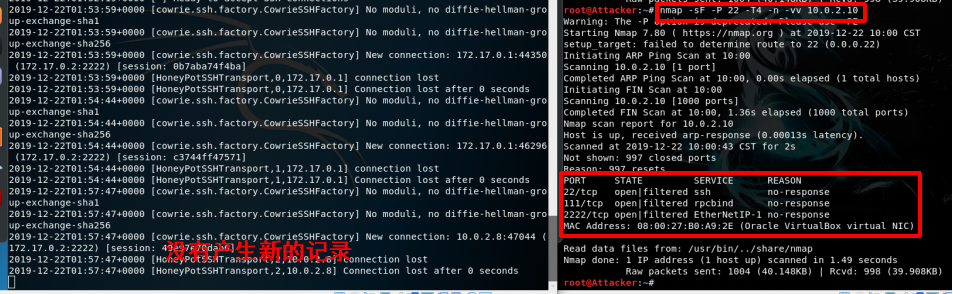 2019-12-22T01:53:59+0000 [cowrie.ssh.factory.CowrieSSHFactory] No moduli, no diffie-hellman-gro
up-exchange-sha1
2019-12-22T01:53:59+0000 [cowrie.ssh.factory.CowrieSSHFactory] No moduli, no diffie-hellman-gro
up-exchange-sha256
2019-12-22T01:53:59+0000 [cowrie.ssh.factory.CowrieSSHFactory] New connection: 172.17.0.1:44350
(172.17.0.2:2222) [session: 0b7aba74f4ba]
2019-12-22T01:53:59+0000 [HoneyPotSSHTransport,0,172.17.0.1] connection lost
2019-12-22T01:53:59+0000 [HoneyPotSSHTransport,0,172.17.0.1] Connection lost after 0 seconds
2019-12-22T01:54:44+0000 [cowrie.ssh.factory.CowrieSSHFactory] No moduli, no diffie-hellman-gro
up-exchange-sha1
2019-12-22T01:54:44+0000 [cowrie.ssh.factory.CowrieSSHFactory] No moduli, no diffie-hellman-gro
up-exchange-sha256
2019-12-22T01:54:44+0000 [cowrie.ssh.factory.CowrieSSHFactory] New connection: 172.17.0.1:46296
(172.17.0.2:2222) [session: c3744ff47571]
2019-12-22T01:54:44+0000 [HoneyPotSSHTransport,1,172.17.0.1] connection lost
2019-12-22T01:54:44+0000 [HoneyPotSSHTransport,1,172.17.0.1] Connection lost after 0 seconds
2019-12-22T01:57:47+0000 [cowrie.ssh.factory.CowrieSSHFactory] No moduli, no diffie-hellman-gro
up-exchange-sha1
2019-12-22T01:57:47+0000 [cowrie.ssh.factory.CowrieSSHFactory] No moduli, no diffie-hellman-gro
up-exchange-sha256
2019-12-22T01:57:47+0000 [cowrie.ssh.factory.CowrieSSHFactory] New connection: 10.0.2.8:47044 (
172.17.0.2:2222) [session:
没有产生新的记录
2019-12-22T01:57:47+0000 [HoneyPotSSHTransport,2,10.0.2.8] connection lost
2019-12-22T01:57:47+0000 [HoneyPotSSHTransport,2,10.0.2.8] Connection lost after 0 seconds
root@Attacker:~# nmap -sF -P 22 -T4 -n -vv 10.0.2.10
Warning: The -P option is deprecated. Please use -PE
Starting Nmap 7.80 ( https://nmap.org ) at 2019-12-22 10:00 CST
setup_target: failed to determine route to 22 (0.0.0.22)
Initiating ARP Ping Scan at 10:00
Scanning 10.0.2.10 [1 port]
Completed ARP Ping Scan at 10:00, 0.00s elapsed (1 total hosts)
Initiating FIN Scan at 10:00
Scanning 10.0.2.10 [1000 ports]
Completed FIN Scan at 10:00, 1.36s elapsed (1000 total ports)
Nmap scan report for 10.0.2.10
Host is up, received arp-response (0.00013s latency).
Scanned at 2019-12-22 10:00:43 CST for 2s
Not shown: 997 closed ports
Reason: 997 resets
PORT STATE SERVICE REASON
22/tcp open|filtered ssh no-response
111/tcp open|filtered rpcbind no-response
2222/tcp open|filtered EtherNetIP-1 no-response
MAC Address: 08:00:27:B0:A9:2E (Oracle VirtualBox virtual NIC)
Read data files from: /usr/bin/../share/nmap
Nmap done: 1 IP address (1 host up) scanned in 1.49 seconds
Raw packets sent: 1004 (40.148KB) | Rcvd: 998 (39.908KB)
root@Attacker:~#